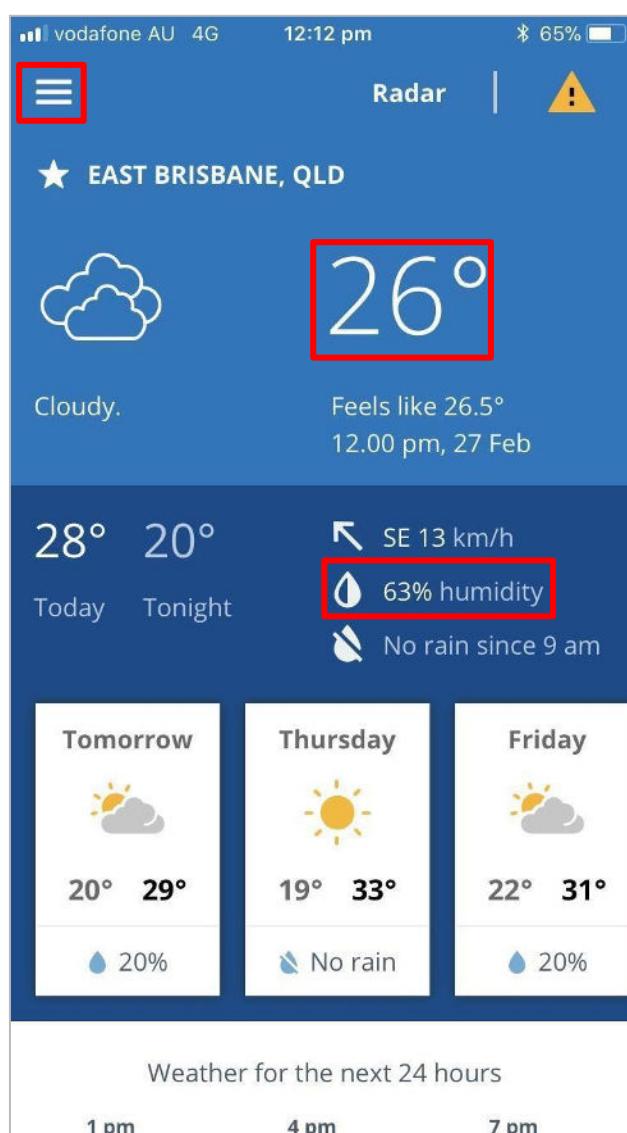 vodafone AU 4G 12:12 pm 65%
Radar
EAST BRISBANE, QLD
26°
Cloudy.
Feels like 26.5°
12.00 pm, 27 Feb
28° 20°
Today Tonight
SE 13 km/h
63% humidity
No rain since 9 am
Tomorrow Thursday Friday
20° 29° 19° 33° 22° 31°
20% No rain 20%
Weather for the next 24 hours
1 pm 4 pm 7 pm